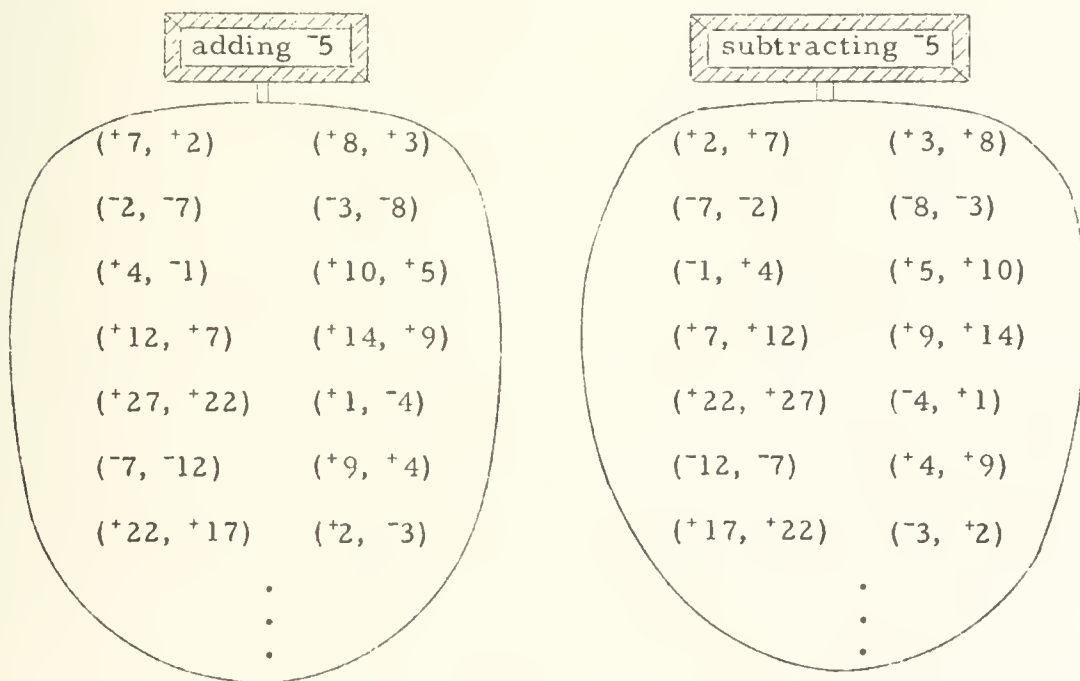 adding ⁻5 subtracting ⁻5
(⁺7, ⁺2) (⁺8, ⁺3) (⁺2, ⁺7) (⁺3, ⁺8)
(⁻2, ⁻7) (⁻3, ⁻8) (⁻7, ⁻2) (⁻8, ⁻3)
(⁺4, ⁻1) (⁺10, ⁺5) (⁻1, ⁺4) (⁺5, ⁺10)
(⁺12, ⁺7) (⁺14, ⁺9) (⁺7, ⁺12) (⁺9, ⁺14)
(⁺27, ⁺22) (⁺1, ⁻4) (⁺22, ⁺27) (⁻4, ⁺1)
(⁻7, ⁻12) (⁺9, ⁺4) (⁻12, ⁻7) (⁺4, ⁺9)
(⁺22, ⁺17) (⁺2, ⁻3) (⁺17, ⁺22) (⁻3, ⁺2)